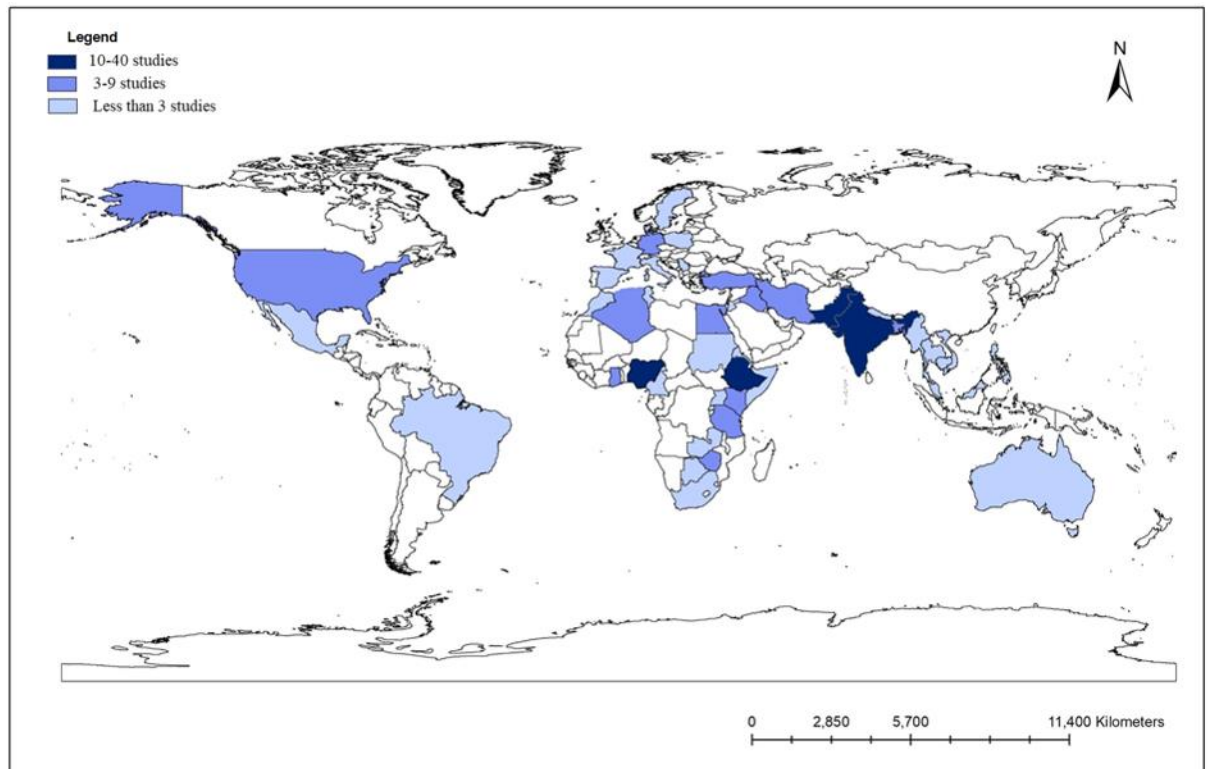 Legend
10-40 studies
3-9 studies
Less than 3 studies
N
0 2,850 5,700 11,400 Kilometers